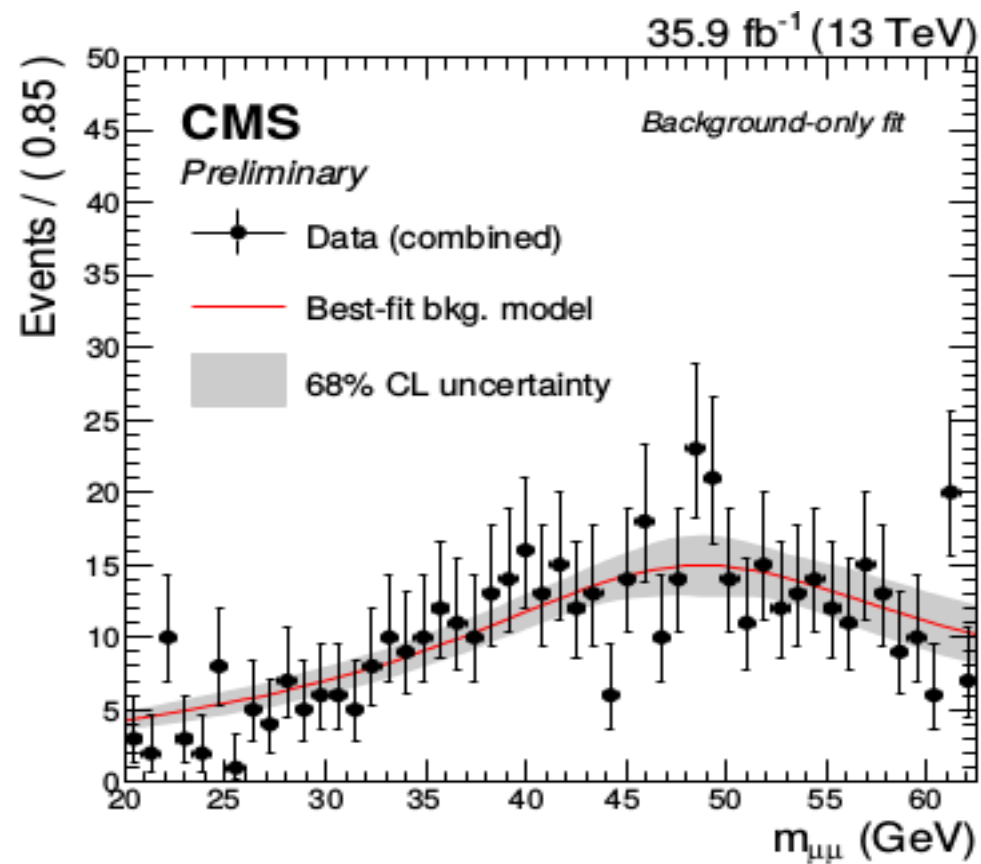 35.9 fb⁻¹ (13 TeV)
Events / ( 0.85 )
50
45
40
35
30
25
20
15
10
5
0
CMS
Preliminary
Background-only fit
Data (combined)
Best-fit bkg. model
68% CL uncertainty
20 25 30 35 40 45 50 55 60
m_μμ (GeV)